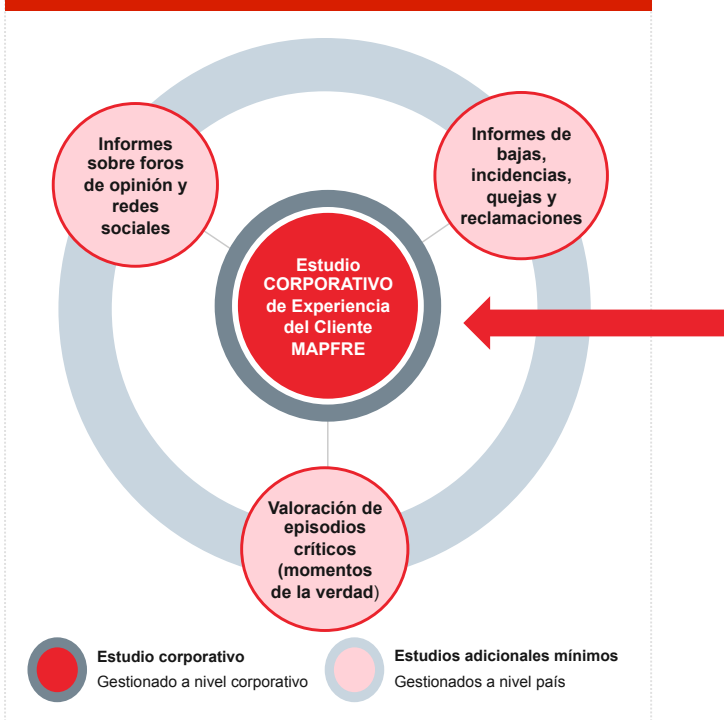 Informes
sobre foros
de opinión y
redes
sociales
Informes de
bajas,
incidencias,
quejas y
reclamaciones
Estudio
CORPORATIVO
de Experiencia
del Cliente
MAPFRE
Valoración de
episodios
críticos
(momentos
de la verdad)
Estudio corporativo
Gestionado a nivel corporativo
Estudios adicionales mínimos
Gestionados a nivel país